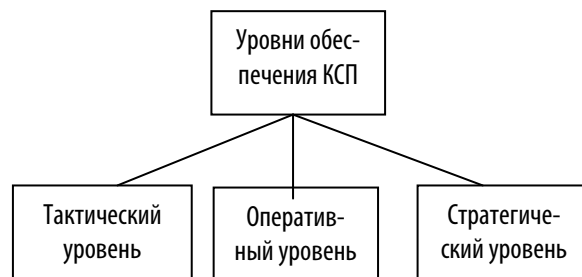 Уровни обес-
печения КСП
Тактический
уровень
Оператив-
ный уровень
Стратегиче-
ский уровень